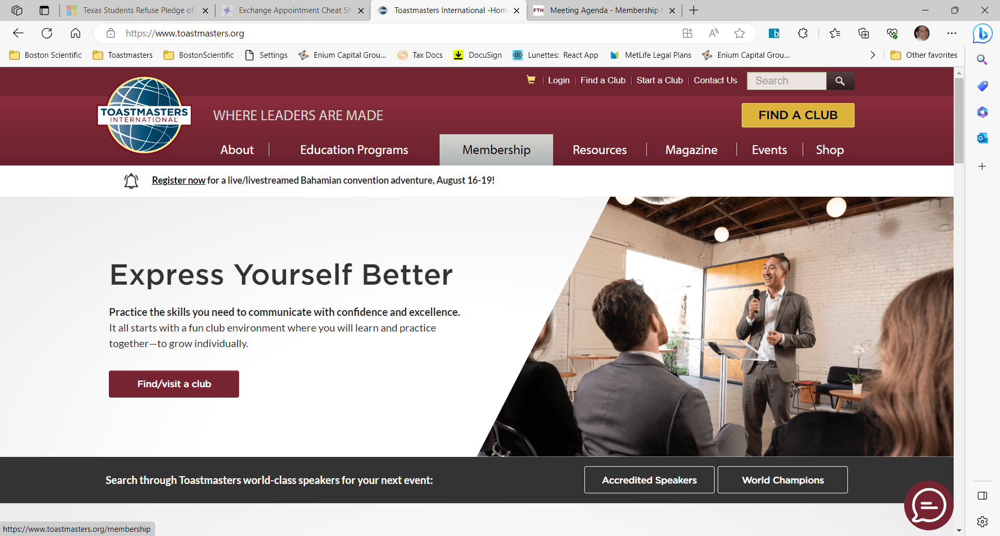 Texas Students Refuse Pledge of
Exchange Appointment Cheat Sh
Toastmasters International -Hom
FTH Meeting Agenda - Membership
https://www.toastmasters.org
Boston Scientific
Toastmasters
BostonScientific
Settings
Enium Capital Grou...
Tax Docs
DocuSign
Lunettes: React App
MetLife Legal Plans
Enium Capital Grou...
Other favorites
Login
Find a Club
Start a Club
Contact Us
Search
TOASTMASTERS
INTERNATIONAL
WHERE LEADERS ARE MADE
FIND A CLUB
About
Education Programs
Membership
Resources
Magazine
Events
Shop
Register now for a live/livestreamed Bahamian convention adventure, August 16-19!
Express Yourself Better
Practice the skills you need to communicate with confidence and excellence.
It all starts with a fun club environment where you will learn and practice
together—to grow individually.
Find/visit a club
Search through Toastmasters world-class speakers for your next event:
Accredited Speakers
World Champions
https://www.toastmasters.org/membership